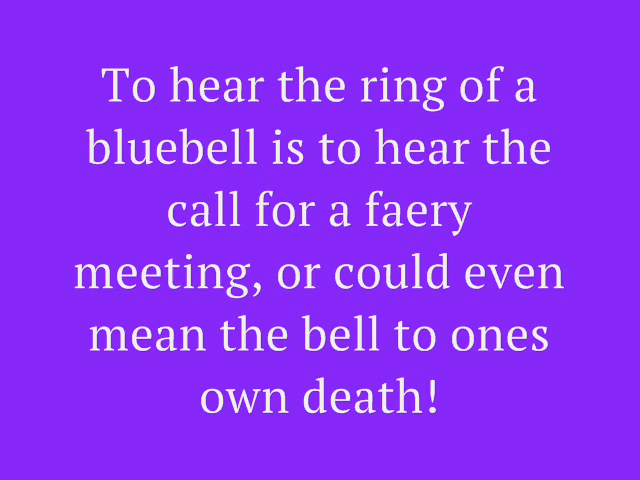 To hear the ring of a
bluebell is to hear the
call for a faery
meeting, or could even
mean the bell to ones
own death!